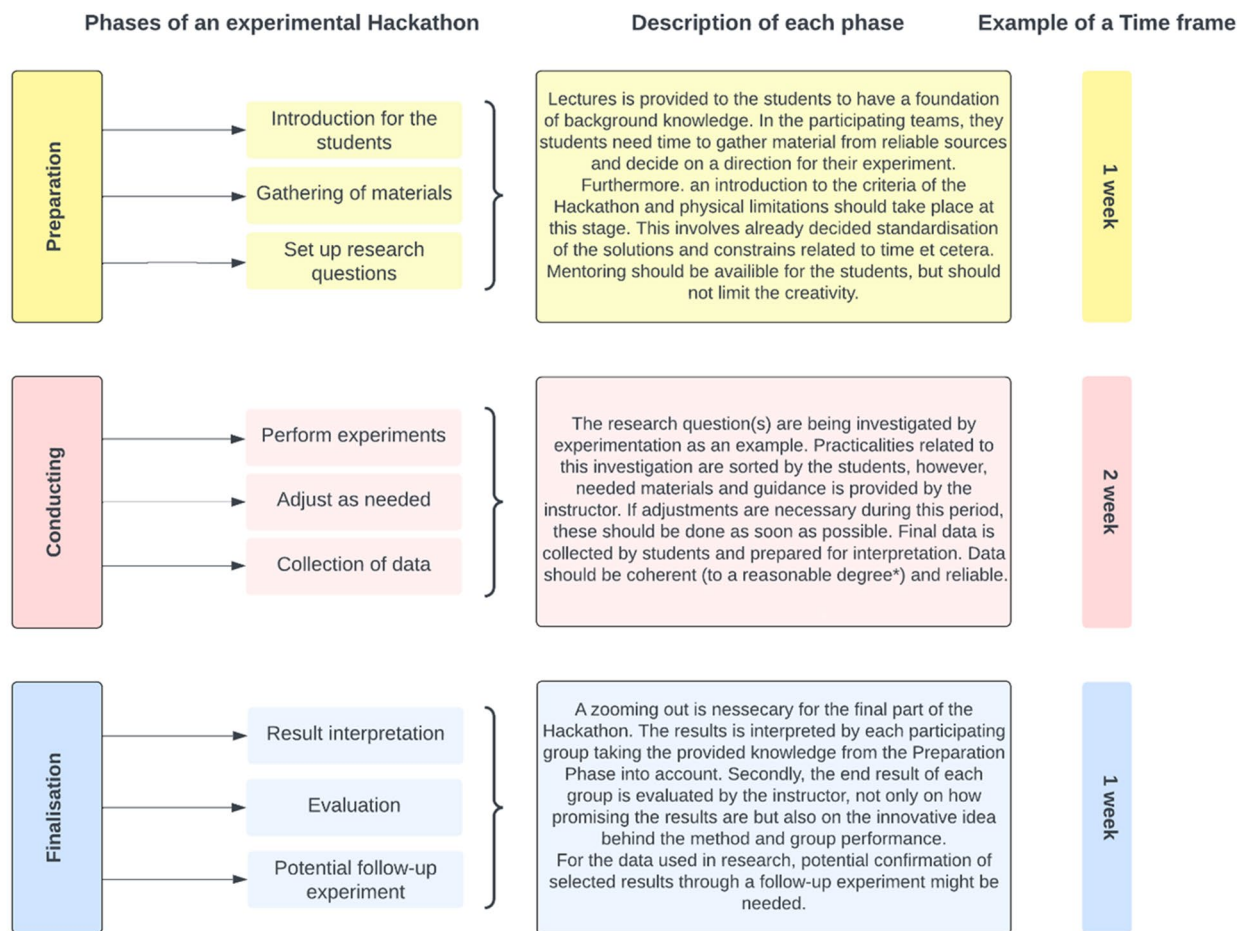 Phases of an experimental Hackathon
Description of each phase
Example of a Time frame
Preparation
Introduction for the
students
Gathering of materials
Set up research
questions
Lectures is provided to the students to have a foundation
of background knowledge. In the participating teams, they
students need time to gather material from reliable sources
and decide on a direction for their experiment.
Furthermore. an introduction to the criteria of the
Hackathon and physical limitations should take place at
this stage. This involves already decided standardisation
of the solutions and constrains related to time et cetera.
Mentoring should be availible for the students, but should
not limit the creativity.
1 week
Conducting
Perform experiments
Adjust as needed
Collection of data
The research question(s) are being investigated by
experimentation as an example. Practicalities related to
this investigation are sorted by the students, however,
needed materials and guidance is provided by the
instructor. If adjustments are necessary during this period,
these should be done as soon as possible. Final data is
collected by students and prepared for interpretation. Data
should be coherent (to a reasonable degree*) and reliable.
2 week
Finalisation
Result interpretation
Evaluation
Potential follow-up
experiment
A zooming out is nessecary for the final part of the
Hackathon. The results is interpreted by each participating
group taking the provided knowledge from the Preparation
Phase into account. Secondly, the end result of each
group is evaluated by the instructor, not only on how
promising the results are but also on the innovative idea
behind the method and group performance.
For the data used in research, potential confirmation of
selected results through a follow-up experiment might be
needed.
1 week